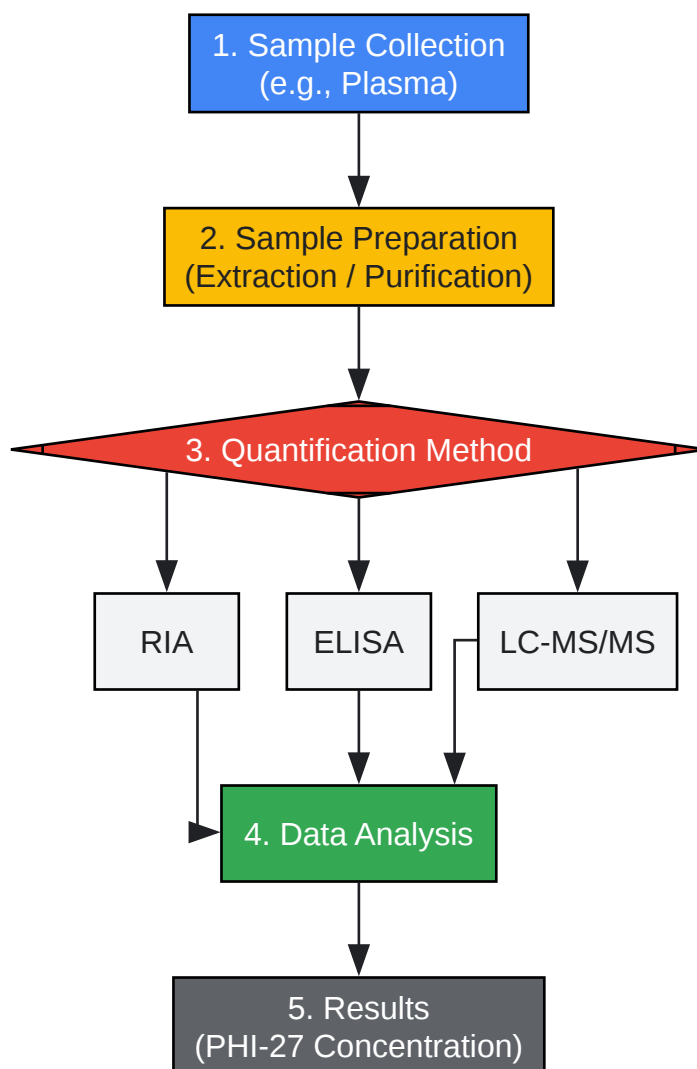 1. Sample Collection
(e.g., Plasma)
2. Sample Preparation
(Extraction / Purification)
3. Quantification Method
RIA
ELISA
LC-MS/MS
4. Data Analysis
5. Results
(PHI-27 Concentration)